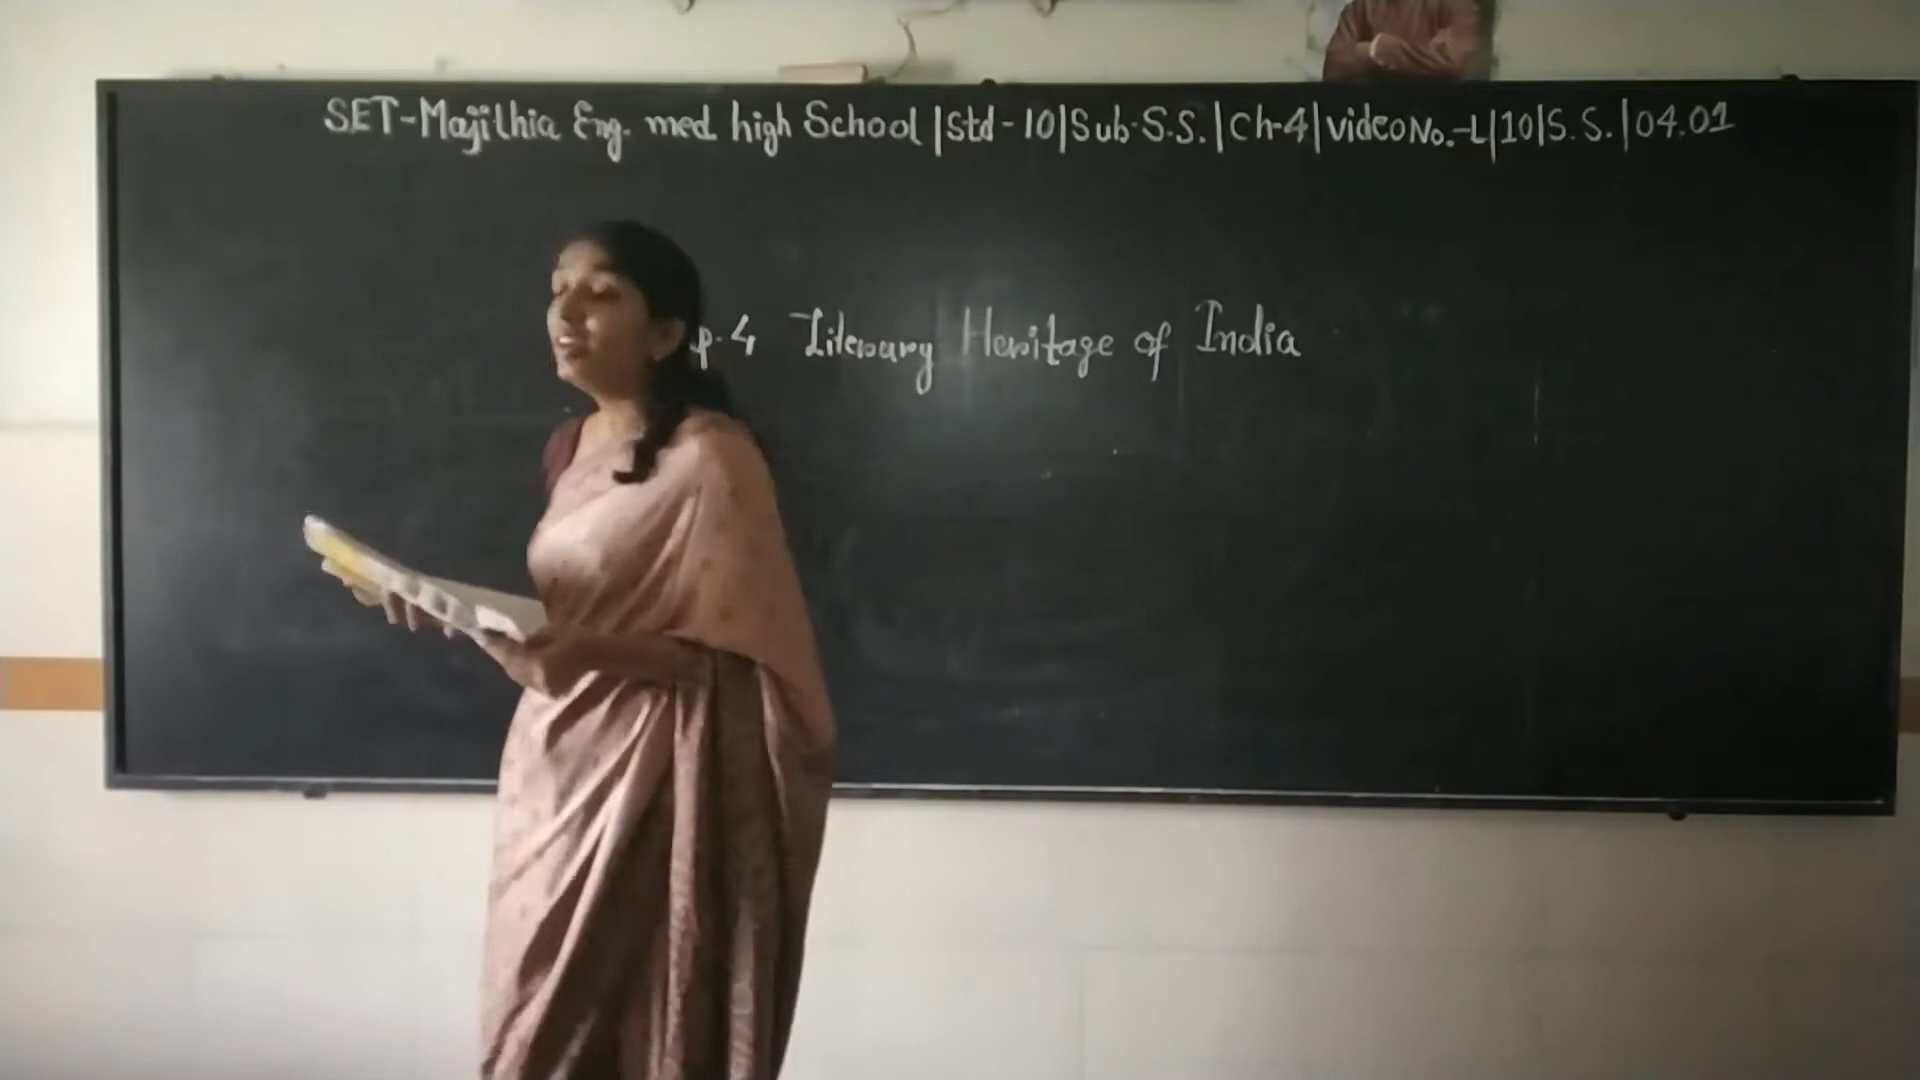 SET-Majithia Eng. med high School |Std-10|Sub-S.S.|Ch-4|videoNo.-L|10|S.S.|04.01
p.4 Literary Heritage of India